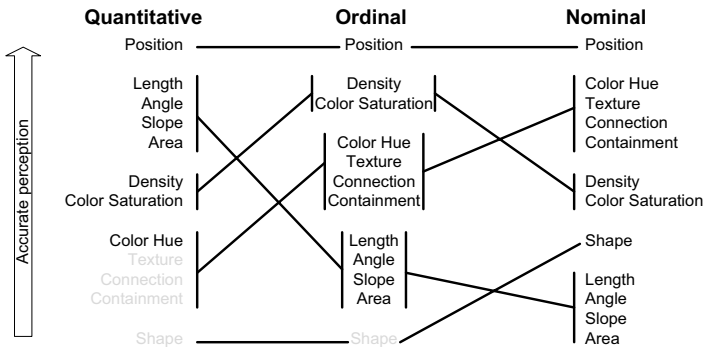 Quantitative
Ordinal
Nominal
Accurate perception
Position
Length
Angle
Slope
Area
Density
Color Saturation
Color Hue
Texture
Connection
Containment
Shape
Position
Density
Color Saturation
Color Hue
Texture
Connection
Containment
Length
Angle
Slope
Area
Shape
Position
Color Hue
Texture
Connection
Containment
Density
Color Saturation
Shape
Length
Angle
Slope
Area